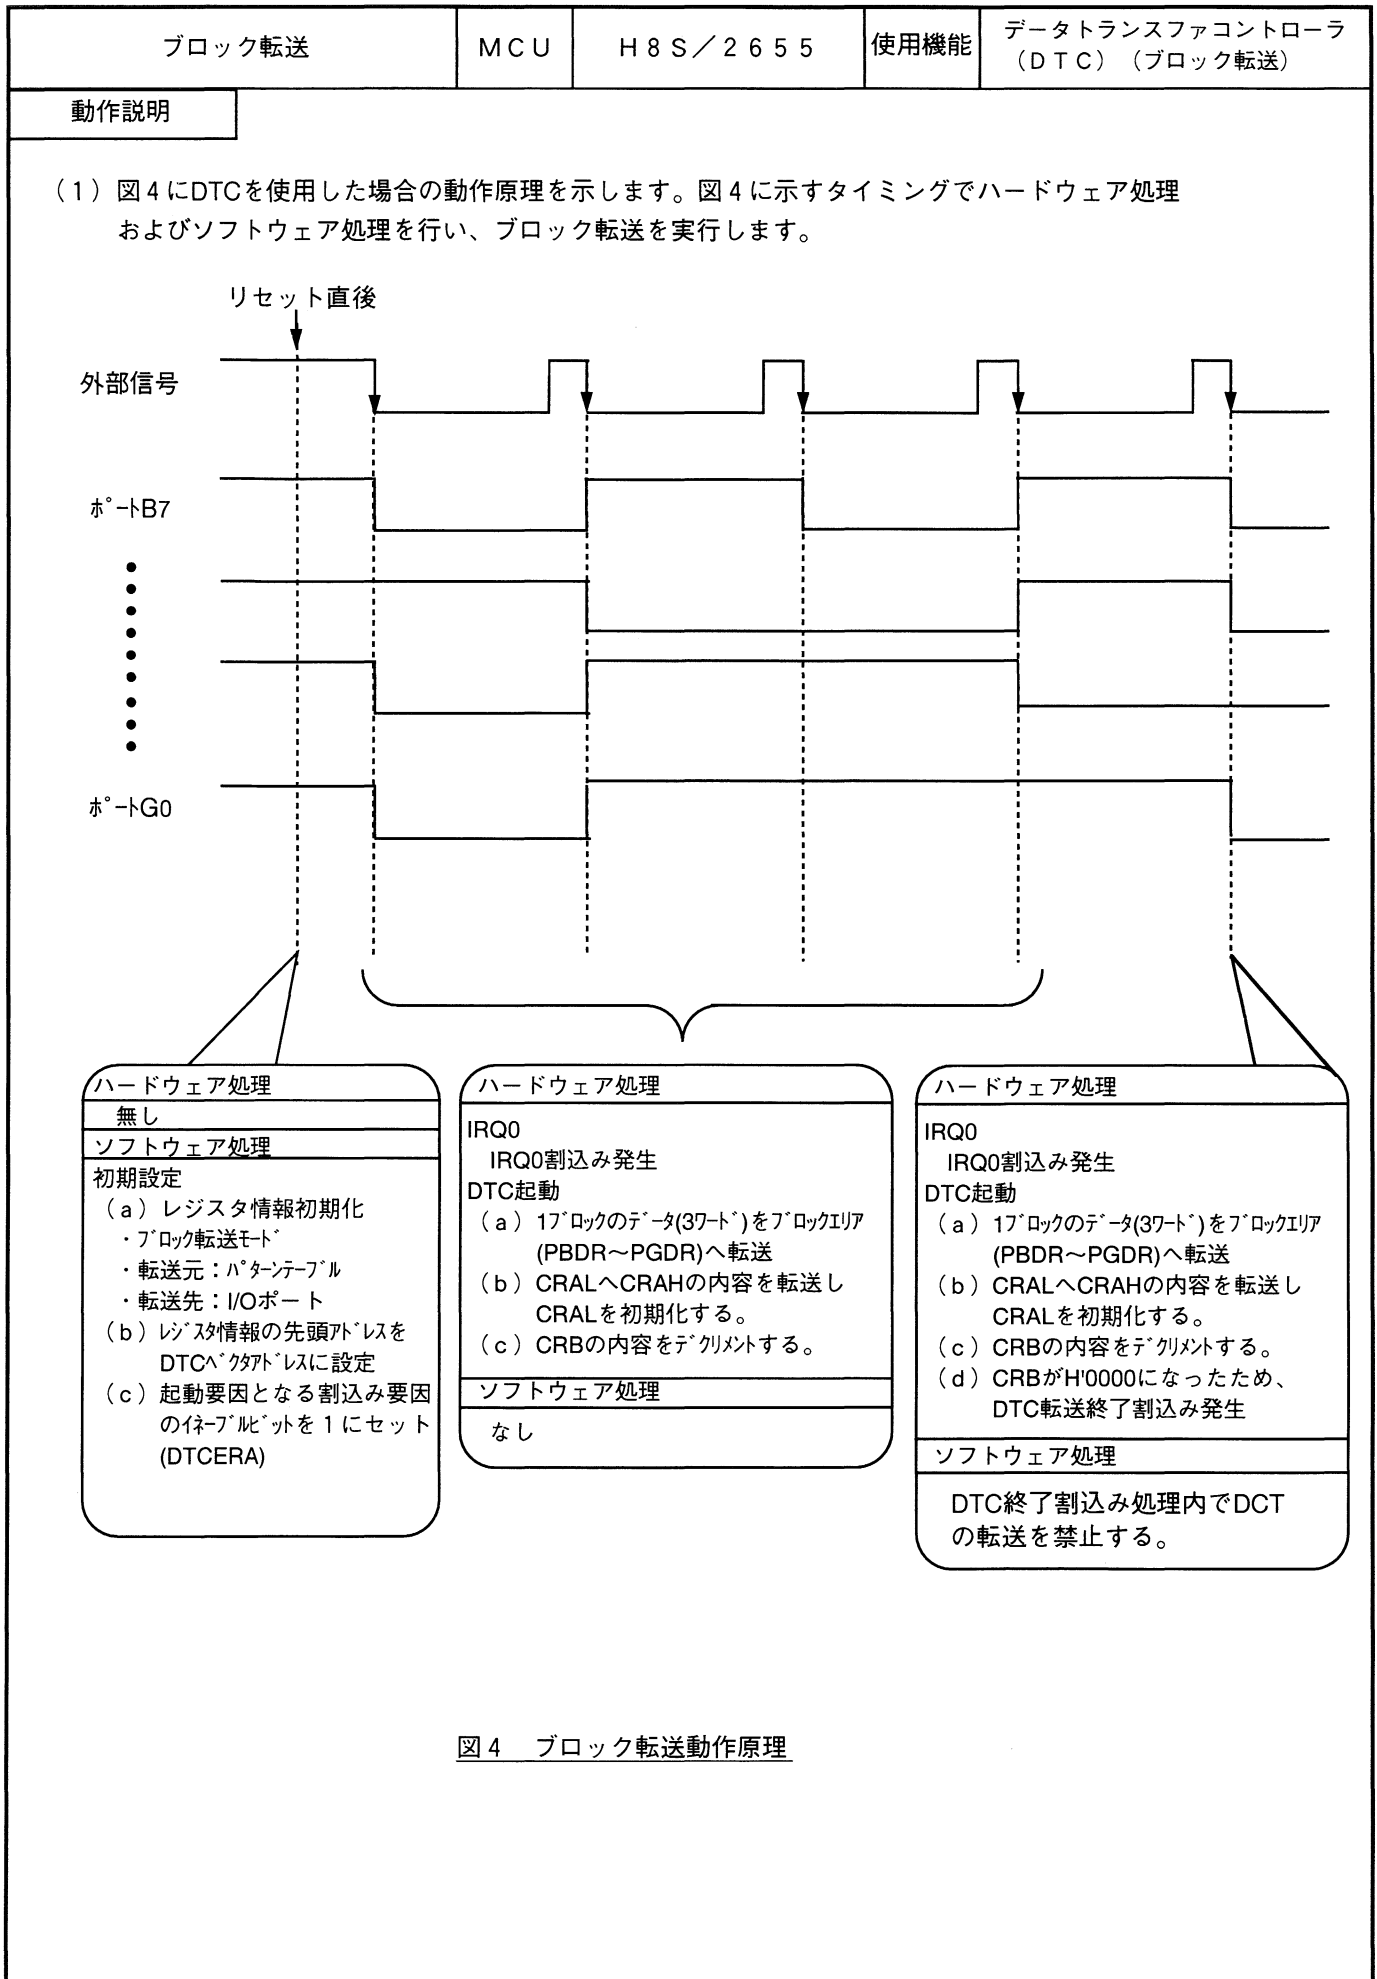 ブロック転送
MCU
H8S／2655
使用機能
データトランスファコントローラ
（DTC）（ブロック転送）
動作説明
（1）図4にDTCを使用した場合の動作原理を示します。図4に示すタイミングでハードウェア処理
およびソフトウェア処理を行い、ブロック転送を実行します。
リセット直後
外部信号
ﾎﾟｰﾄB7
ﾎﾟｰﾄG0
ハードウェア処理
無し
ソフトウェア処理
初期設定
（a）レジスタ情報初期化
・ﾌﾞﾛｯｸ転送ﾓｰﾄﾞ
・転送元：ﾊﾟﾀｰﾝﾃｰﾌﾞﾙ
・転送先：I/Oポート
（b）ﾚｼﾞｽﾀ情報の先頭ｱﾄﾞﾚｽを
DTCﾍﾞｸﾀｱﾄﾞﾚｽに設定
（c）起動要因となる割込み要因
のｲﾈｰﾌﾞﾙﾋﾞｯﾄを1にセット
(DTCERA)
ハードウェア処理
IRQ0
IRQ0割込み発生
DTC起動
（a）1ﾌﾞﾛｯｸのﾃﾞｰﾀ(3ﾜｰﾄﾞ)をﾌﾞﾛｯｸｴﾘｱ
(PBDR～PGDR)へ転送
（b）CRALへCRAHの内容を転送し
CRALを初期化する。
（c）CRBの内容をﾃﾞｸﾘﾒﾝﾄする。
ソフトウェア処理
なし
ハードウェア処理
IRQ0
IRQ0割込み発生
DTC起動
（a）1ﾌﾞﾛｯｸのﾃﾞｰﾀ(3ﾜｰﾄﾞ)をﾌﾞﾛｯｸｴﾘｱ
(PBDR～PGDR)へ転送
（b）CRALへCRAHの内容を転送し
CRALを初期化する。
（c）CRBの内容をﾃﾞｸﾘﾒﾝﾄする。
（d）CRBがH'0000になったため、
DTC転送終了割込み発生
ソフトウェア処理
DTC終了割込み処理内でDCT
の転送を禁止する。
図4　ブロック転送動作原理